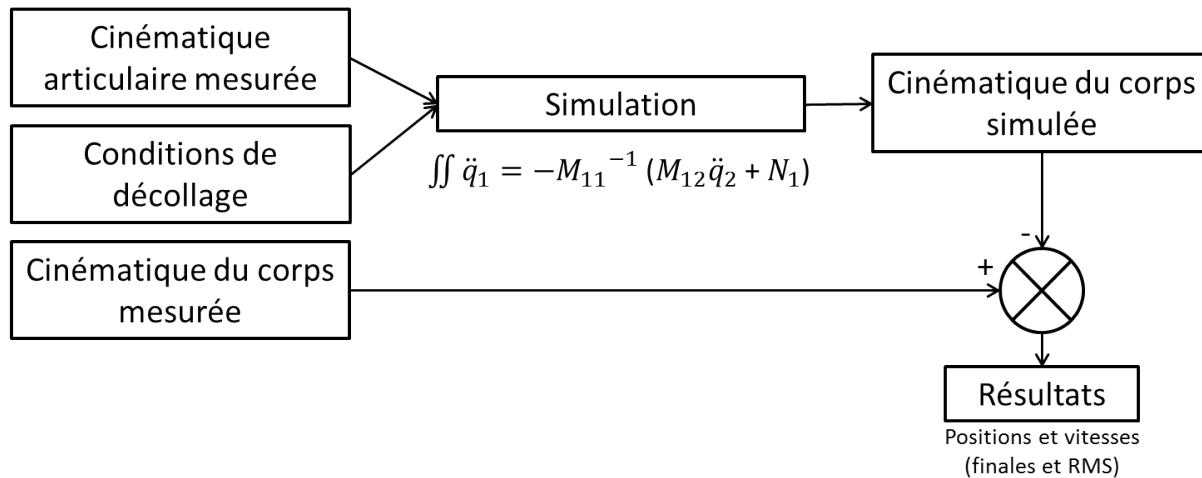 Cinématique
articulaire mesurée
Conditions de
décollage
Cinématique du corps
mesurée
Simulation
∬ q̈₁ = −M₁₁⁻¹ (M₁₂q̈₂ + N₁)
Cinématique du corps
simulée
-
+
Résultats
Positions et vitesses
(finales et RMS)